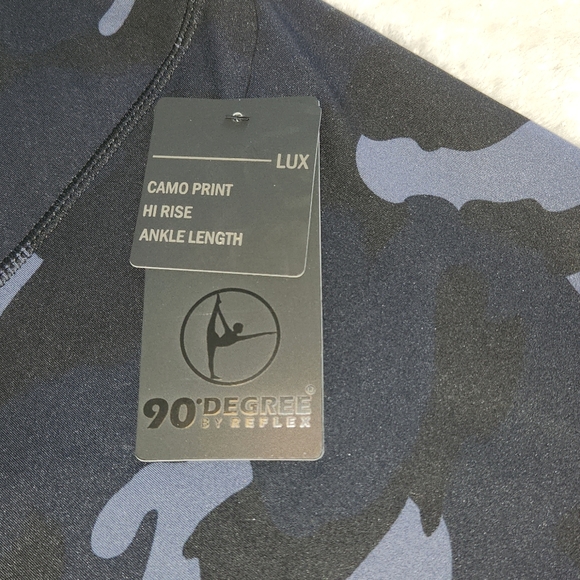 LUX
CAMO PRINT
HI RISE
ANKLE LENGTH
90°DEGREE©
BY REFLEX